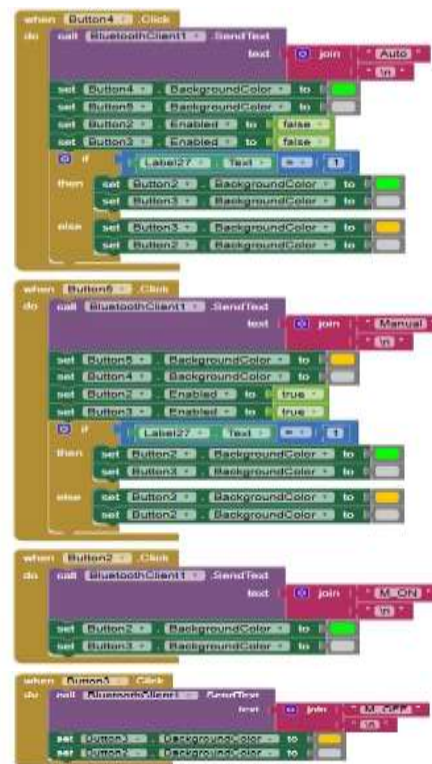 when Button4 .Click
do call BluetoothClient1 .SendText
text join "Auto"
"\n"
set Button4 . BackgroundColor to
set Button5 . BackgroundColor to
set Button2 . Enabled to false
set Button3 . Enabled to false
if Label27 . Text = 1
then set Button2 . BackgroundColor to
set Button3 . BackgroundColor to
else set Button3 . BackgroundColor to
set Button2 . BackgroundColor to
when Button5 .Click
do call BluetoothClient1 .SendText
text join "Manual"
"\n"
set Button5 . BackgroundColor to
set Button4 . BackgroundColor to
set Button2 . Enabled to true
set Button3 . Enabled to true
if Label27 . Text = 1
then set Button2 . BackgroundColor to
set Button3 . BackgroundColor to
else set Button3 . BackgroundColor to
set Button2 . BackgroundColor to
when Button2 .Click
do call BluetoothClient1 .SendText
text join "M_ON"
"\n"
set Button2 . BackgroundColor to
set Button3 . BackgroundColor to
when Button3 .Click
do call BluetoothClient1 .SendText
text join "M_OFF"
"\n"
set Button3 . BackgroundColor to
set Button2 . BackgroundColor to